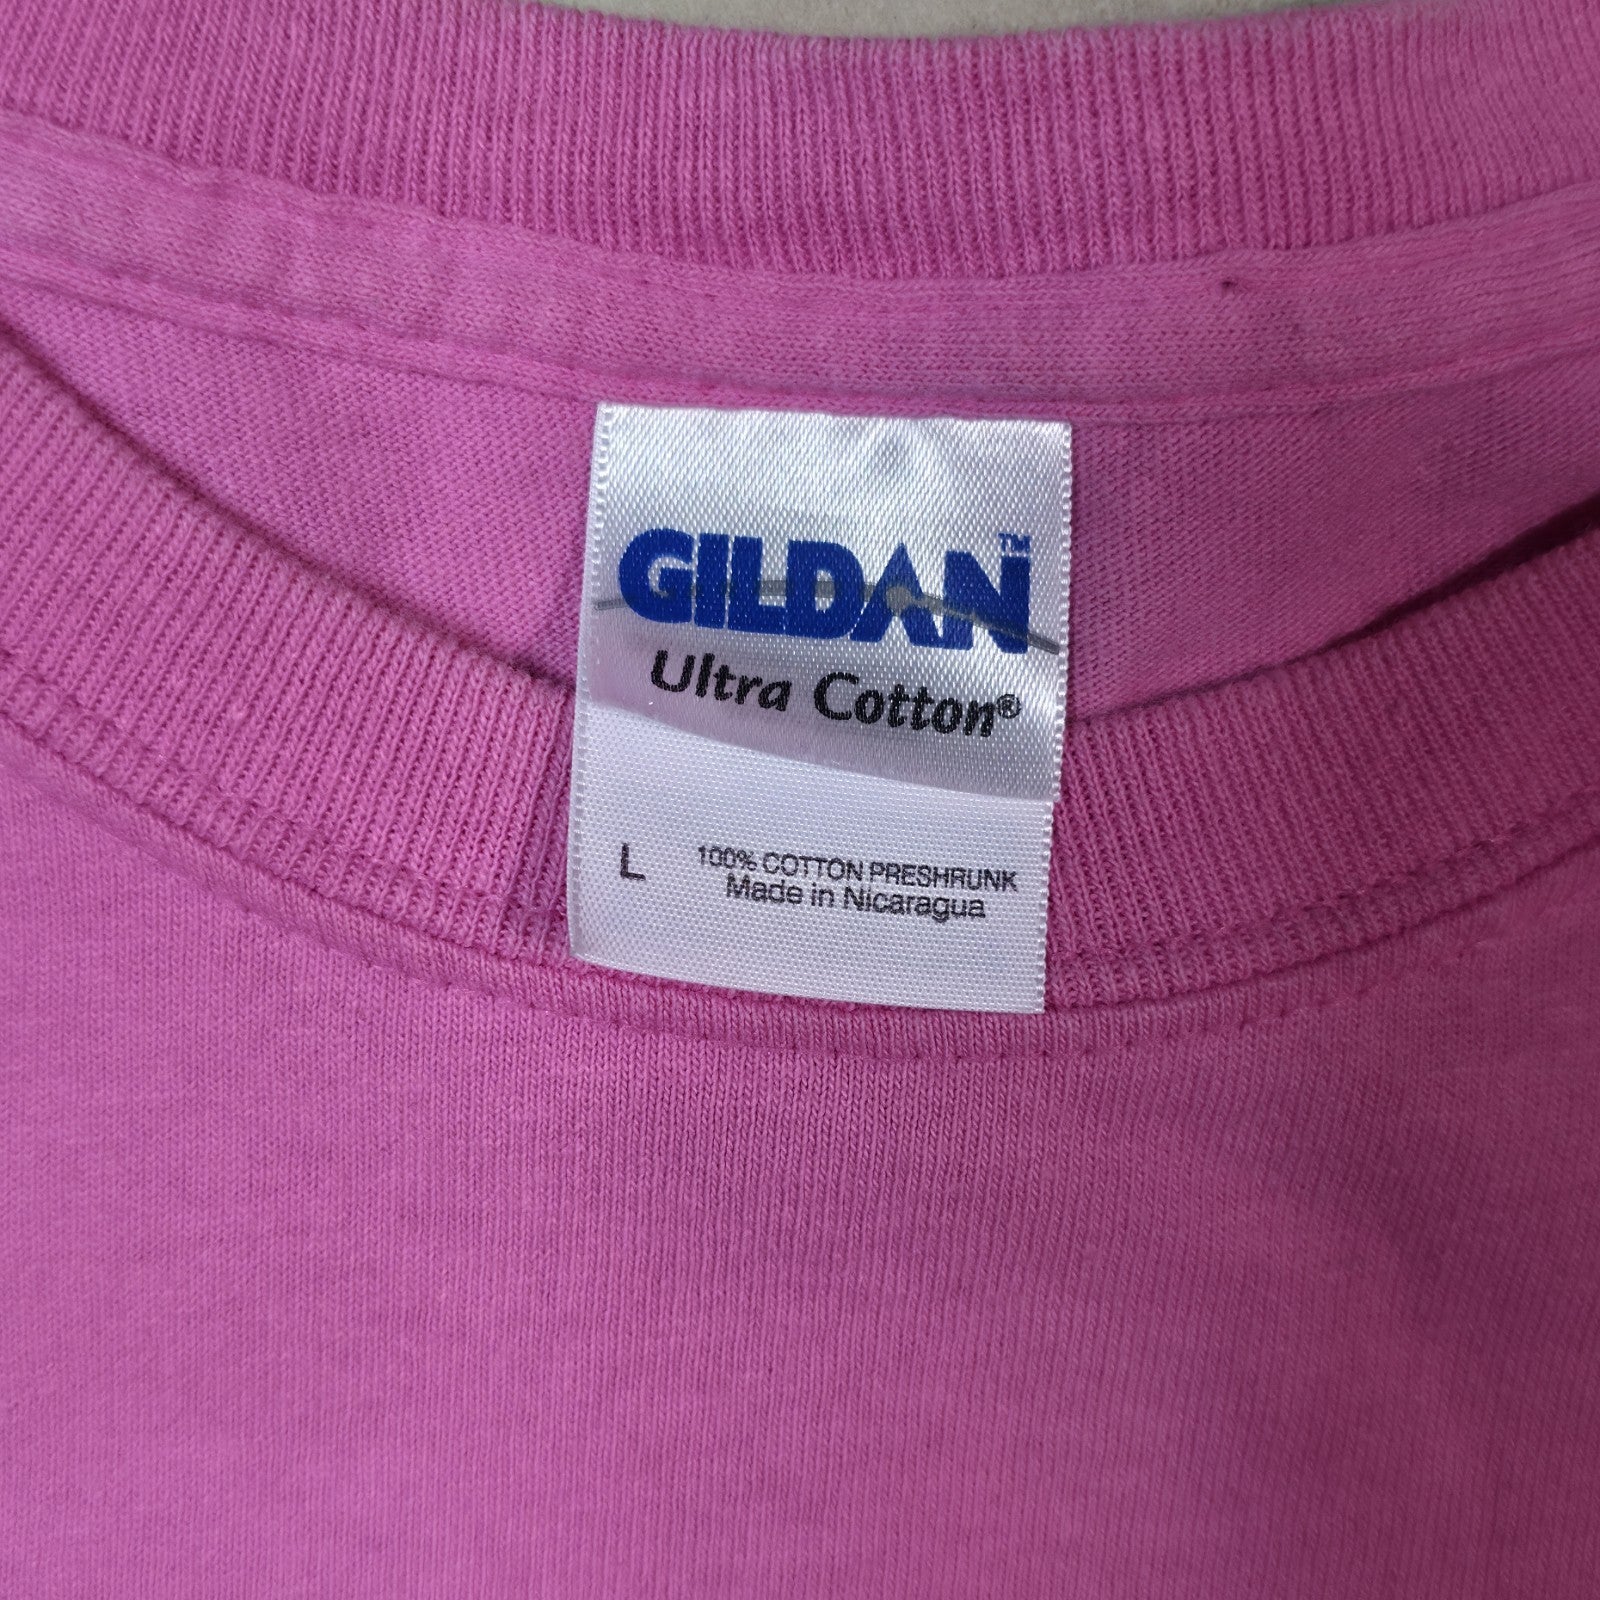 GILDAN™
Ultra Cotton®
L 100% COTTON PRESHRUNK
Made in Nicaragua